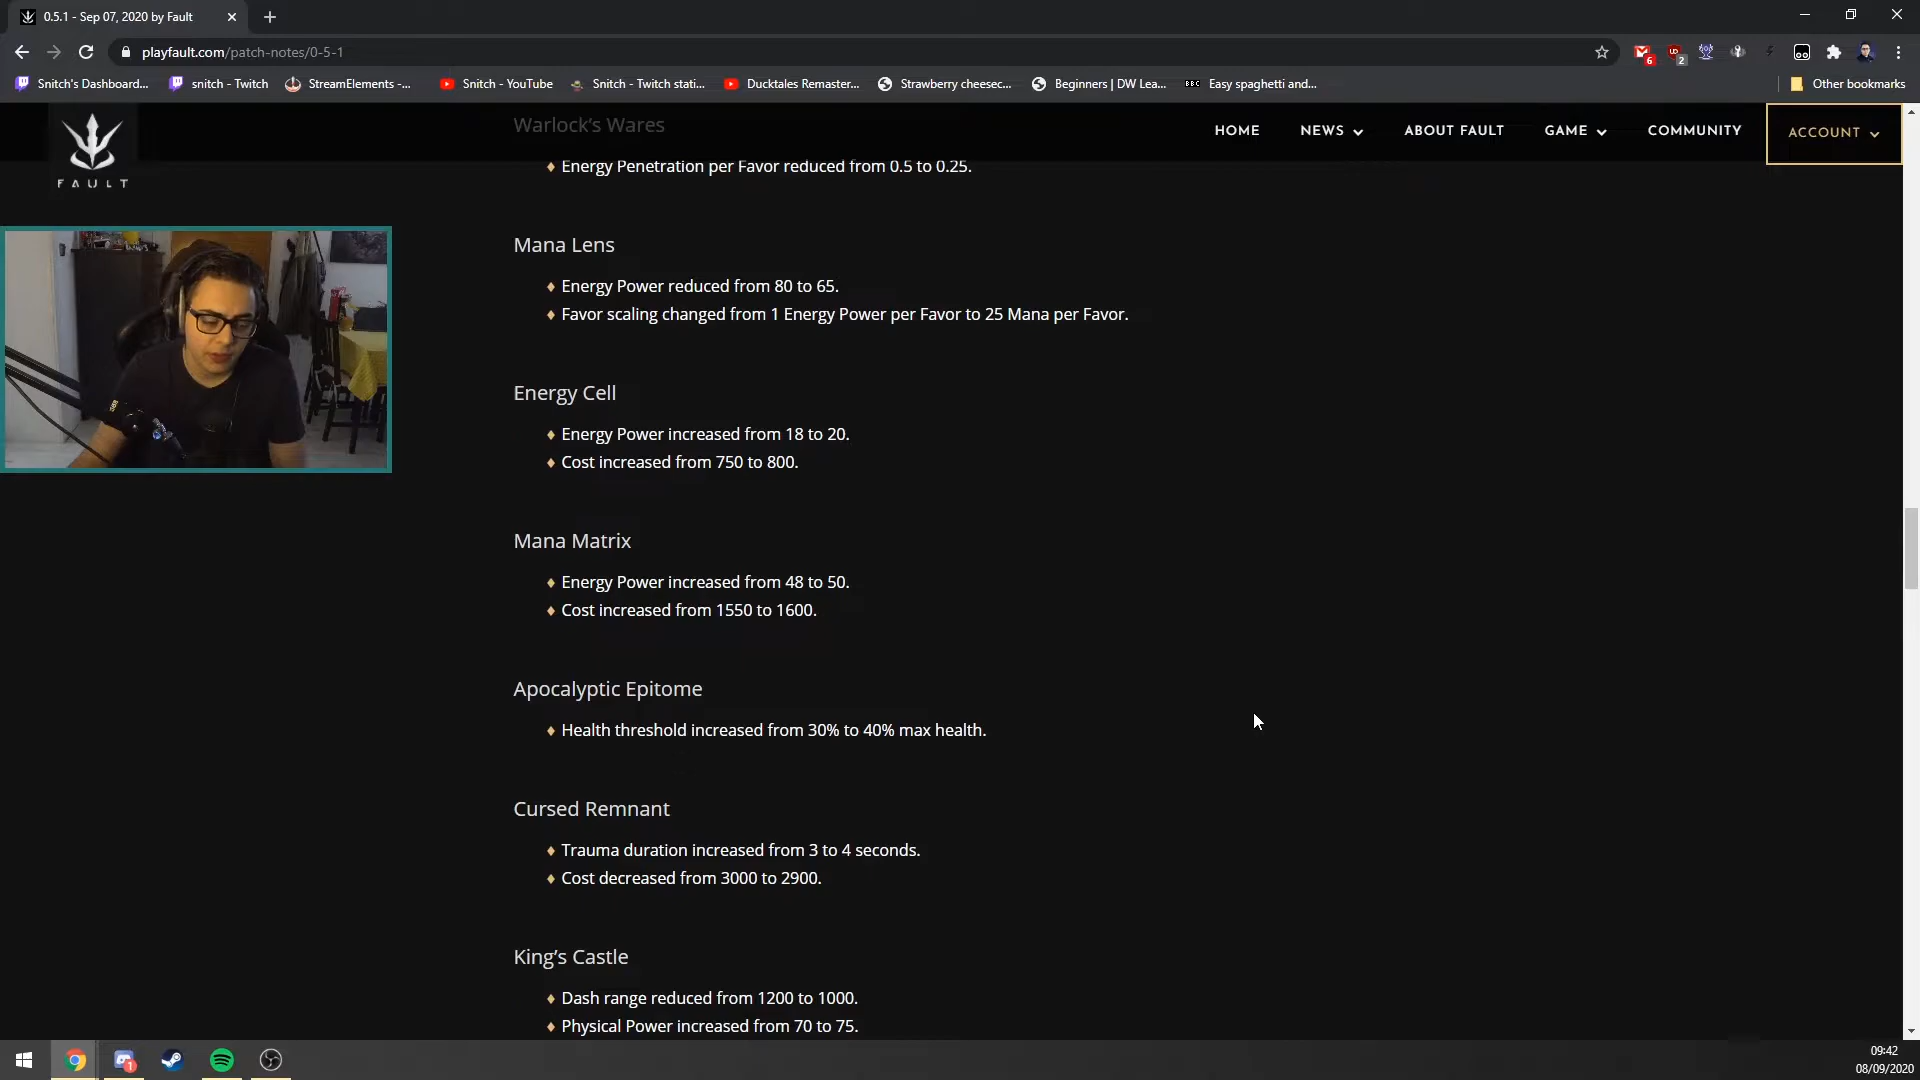 0.5.1 - Sep 07, 2020 by Fault
playfault.com/patch-notes/0-5-1
6
2
Snitch's Dashboard...
snitch - Twitch
StreamElements -...
Snitch - YouTube
Snitch - Twitch stati...
Ducktales Remaster...
Strawberry cheesec...
Beginners | DW Lea...
BBC
Easy spaghetti and...
Other bookmarks
FAULT
HOME
NEWS
ABOUT FAULT
GAME
COMMUNITY
ACCOUNT
Warlock's Wares
Energy Penetration per Favor reduced from 0.5 to 0.25.
Mana Lens
Energy Power reduced from 80 to 65.
Favor scaling changed from 1 Energy Power per Favor to 25 Mana per Favor.
Energy Cell
Energy Power increased from 18 to 20.
Cost increased from 750 to 800.
Mana Matrix
Energy Power increased from 48 to 50.
Cost increased from 1550 to 1600.
Apocalyptic Epitome
Health threshold increased from 30% to 40% max health.
Cursed Remnant
Trauma duration increased from 3 to 4 seconds.
Cost decreased from 3000 to 2900.
King's Castle
Dash range reduced from 1200 to 1000.
Physical Power increased from 70 to 75.
1
09:42
08/09/2020